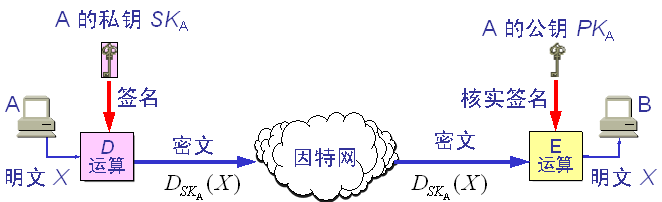 A 的私钥 SKA
A 的公钥 PKA
签名
核实签名
A
B
D
运算
密文
因特网
密文
E
运算
明文 X
DSKA(X)
DSKA(X)
明文 X